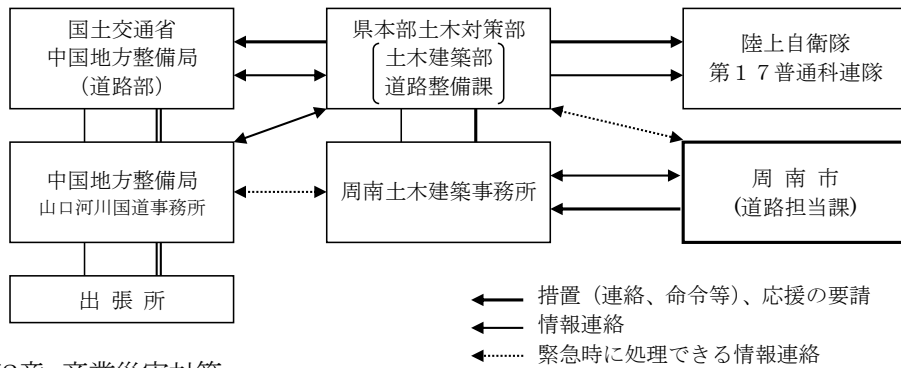 国土交通省
中国地方整備局
(道路部)
県本部土木対策部
土木建築部
道路整備課
陸上自衛隊
第１７普通科連隊
中国地方整備局
山口河川国道事務所
周南土木建築事務所
周 南 市
(道路担当課)
出 張 所
措置（連絡、命令等）、応援の要請
情報連絡
緊急時に処理できる情報連絡